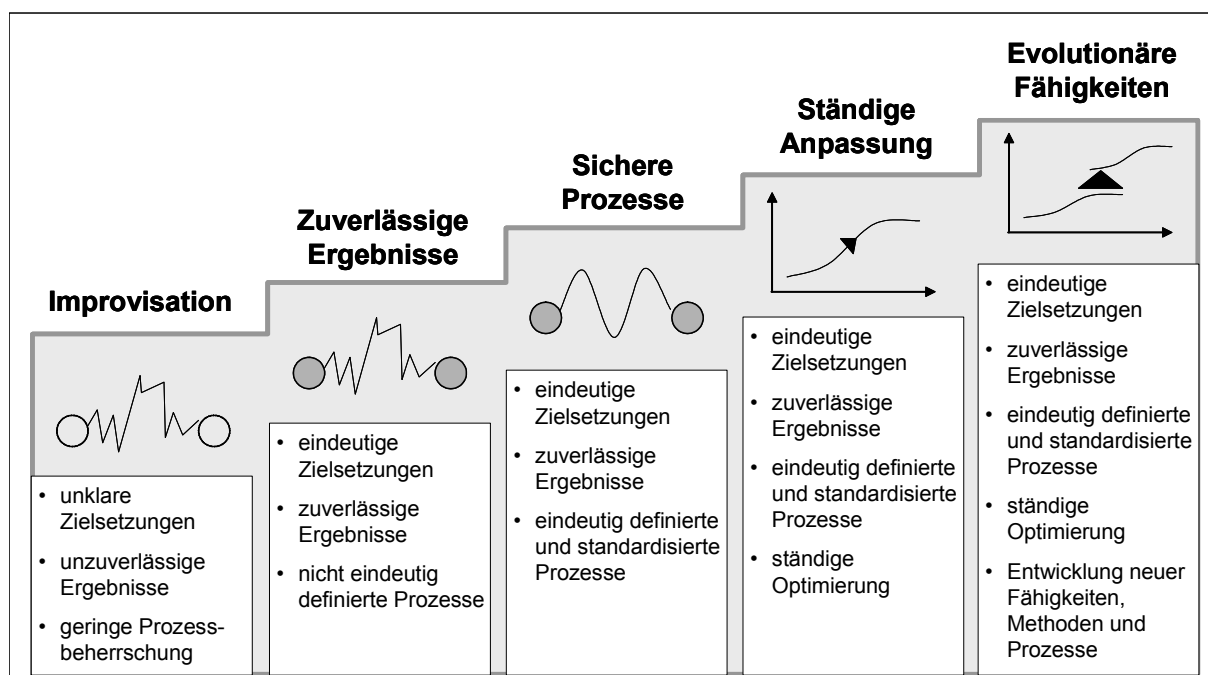 Improvisation
• unklare
Zielsetzungen
• unzuverlässige
Ergebnisse
• geringe Prozess-
beherrschung
Zuverlässige
Ergebnisse
• eindeutige
Zielsetzungen
• zuverlässige
Ergebnisse
• nicht eindeutig
definierte Prozesse
Sichere
Prozesse
• eindeutige
Zielsetzungen
• zuverlässige
Ergebnisse
• eindeutig definierte
und standardisierte
Prozesse
Ständige
Anpassung
• eindeutige
Zielsetzungen
• zuverlässige
Ergebnisse
• eindeutig definierte
und standardisierte
Prozesse
• ständige
Optimierung
Evolutionäre
Fähigkeiten
• eindeutige
Zielsetzungen
• zuverlässige
Ergebnisse
• eindeutig definierte
und standardisierte
Prozesse
• ständige
Optimierung
• Entwicklung neuer
Fähigkeiten,
Methoden und
Prozesse